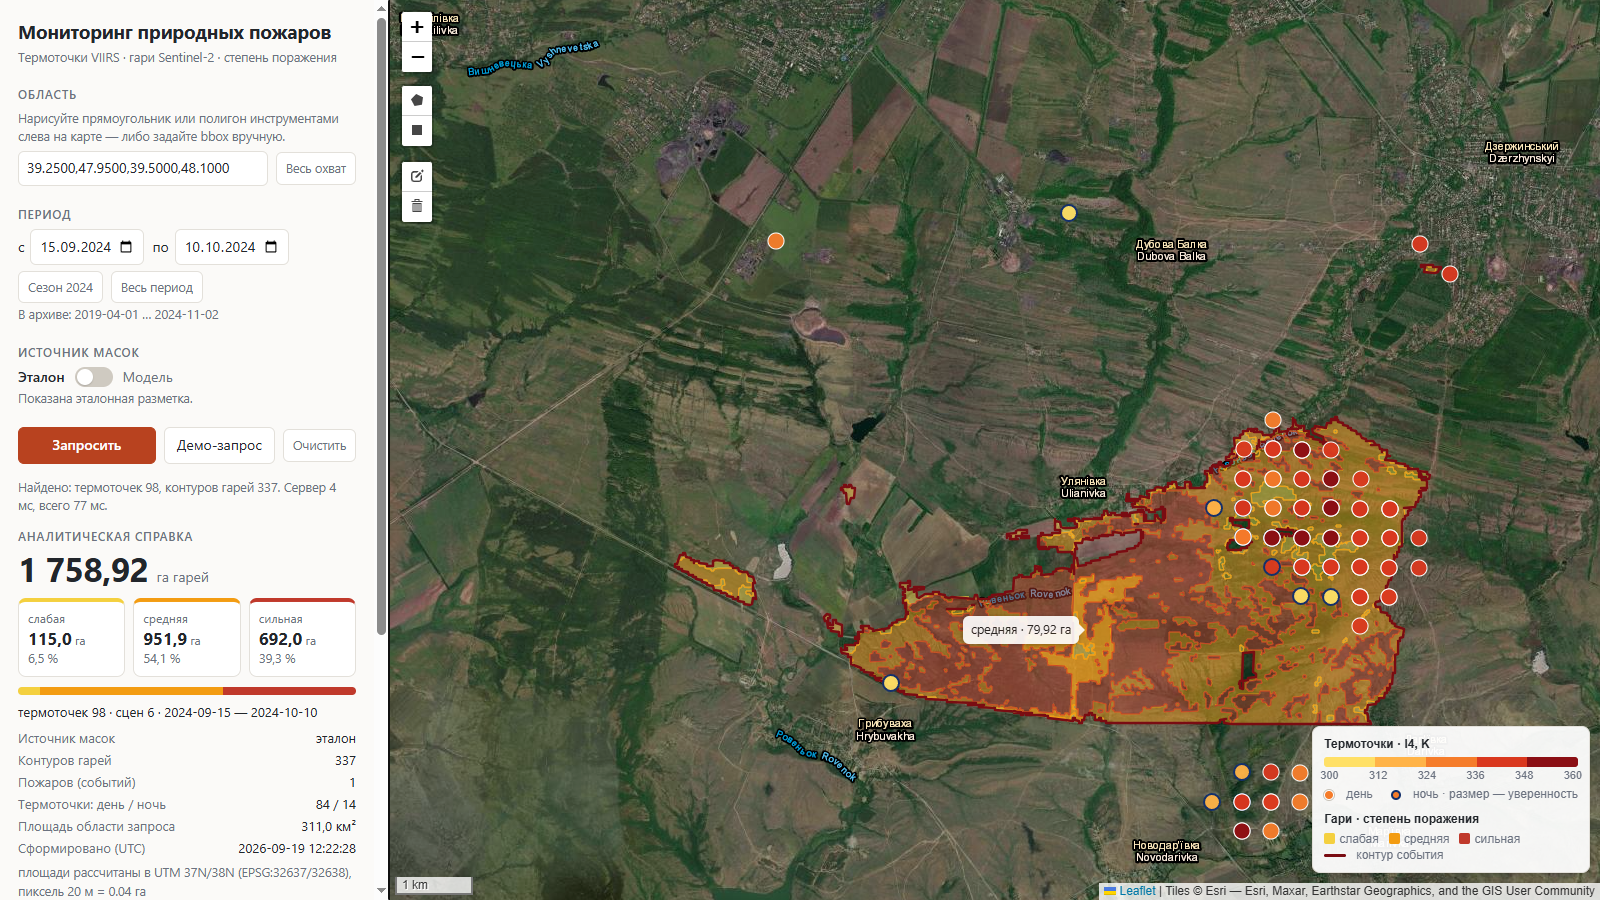 Мониторинг природных пожаров
Термоточки VIIRS · гари Sentinel-2 · степень поражения
ОБЛАСТЬ
Нарисуйте прямоугольник или полигон инструментами
слева на карте — либо задайте bbox вручную.
39.2500,47.9500,39.5000,48.1000
Весь охват
ПЕРИОД
с 15.09.2024 по 10.10.2024
Сезон 2024 Весь период
В архиве: 2019-04-01 … 2024-11-02
ИСТОЧНИК МАСОК
Эталон Модель
Показана эталонная разметка.
Запросить Демо-запрос Очистить
Найдено: термоточек 98, контуров гарей 337. Сервер 4
мс, всего 77 мс.
АНАЛИТИЧЕСКАЯ СПРАВКА
1 758,92 га гарей
слабая
115,0 га
6,5 %
средняя
951,9 га
54,1 %
сильная
692,0 га
39,3 %
термоточек 98 · сцен 6 · 2024-09-15 — 2024-10-10
Источник масок эталон
Контуров гарей 337
Пожаров (событий) 1
Термоточки: день / ночь 84 / 14
Площадь области запроса 311,0 км²
Сформировано (UTC) 2026-09-19 12:22:28
площади рассчитаны в UTM 37N/38N (EPSG:32637/32638),
пиксель 20 м = 0.04 га
+
−
Вишневецька Vyshnevetska
Дзержинський
Dzerzhynskyi
Дубова Балка
Dubova Balka
Улянівка
Ulianivka
веньок Rovenok
средняя · 79,92 га
Грибуваха
Hrybuvakha
Ровеньок Rovenok
Новодар'ївка
Novodarivka
Термоточки · I4, K
300 312 324 336 348 360
день ночь · размер — уверенность
Гари · степень поражения
слабая средняя сильная
контур события
1 km
Leaflet | Tiles © Esri — Esri, Maxar, Earthstar Geographics, and the GIS User Community